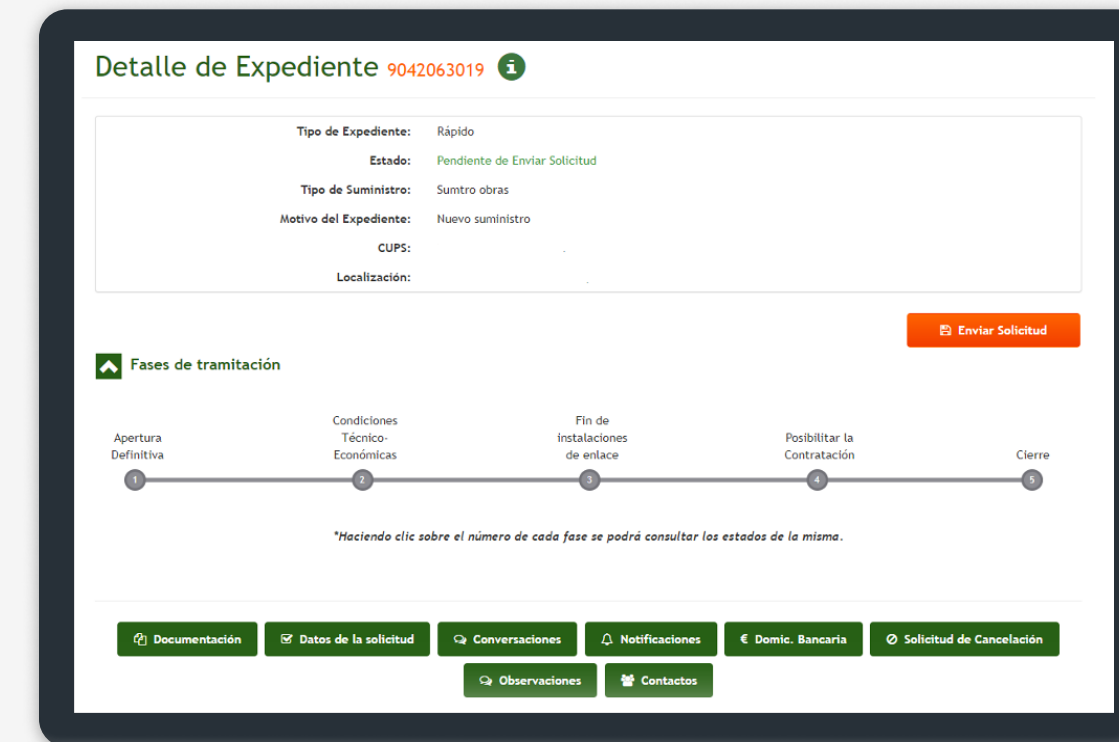 Detalle de Expediente 9042063019
Tipo de Expediente: Rápido
Estado: Pendiente de Enviar Solicitud
Tipo de Suministro: Sumtro obras
Motivo del Expediente: Nuevo suministro
CUPS:
Localización:
Enviar Solicitud
Fases de tramitación
Apertura
Definitiva
1
Condiciones
Técnico-
Económicas
2
Fin de
instalaciones
de enlace
3
Posibilitar la
Contratación
4
Cierre
5
*Haciendo clic sobre el número de cada fase se podrá consultar los estados de la misma.
Documentación
Datos de la solicitud
Conversaciones
Notificaciones
€ Domic. Bancaria
Solicitud de Cancelación
Observaciones
Contactos